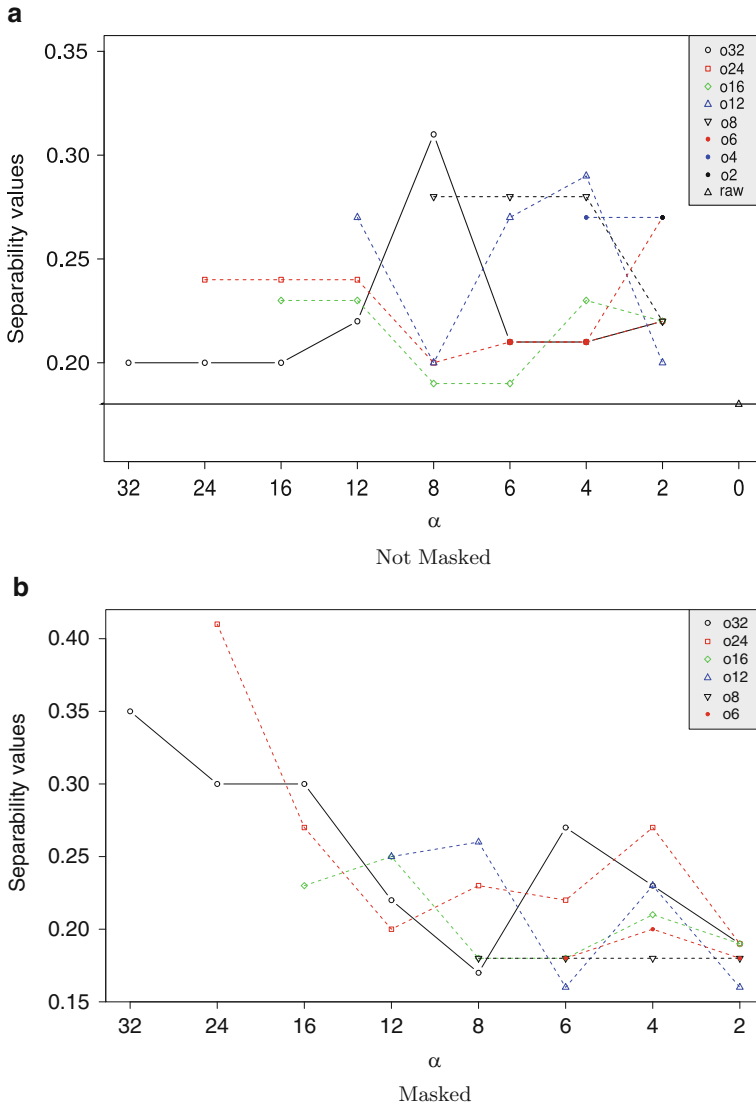 a
0.35
0.30
0.25
0.20
Separability values
o32
o24
o16
o12
o8
o6
o4
o2
raw
32 24 16 12 8 6 4 2 0
α
Not Masked
b
0.40
0.35
0.30
0.25
0.20
0.15
Separability values
o32
o24
o16
o12
o8
o6
32 24 16 12 8 6 4 2
α
Masked